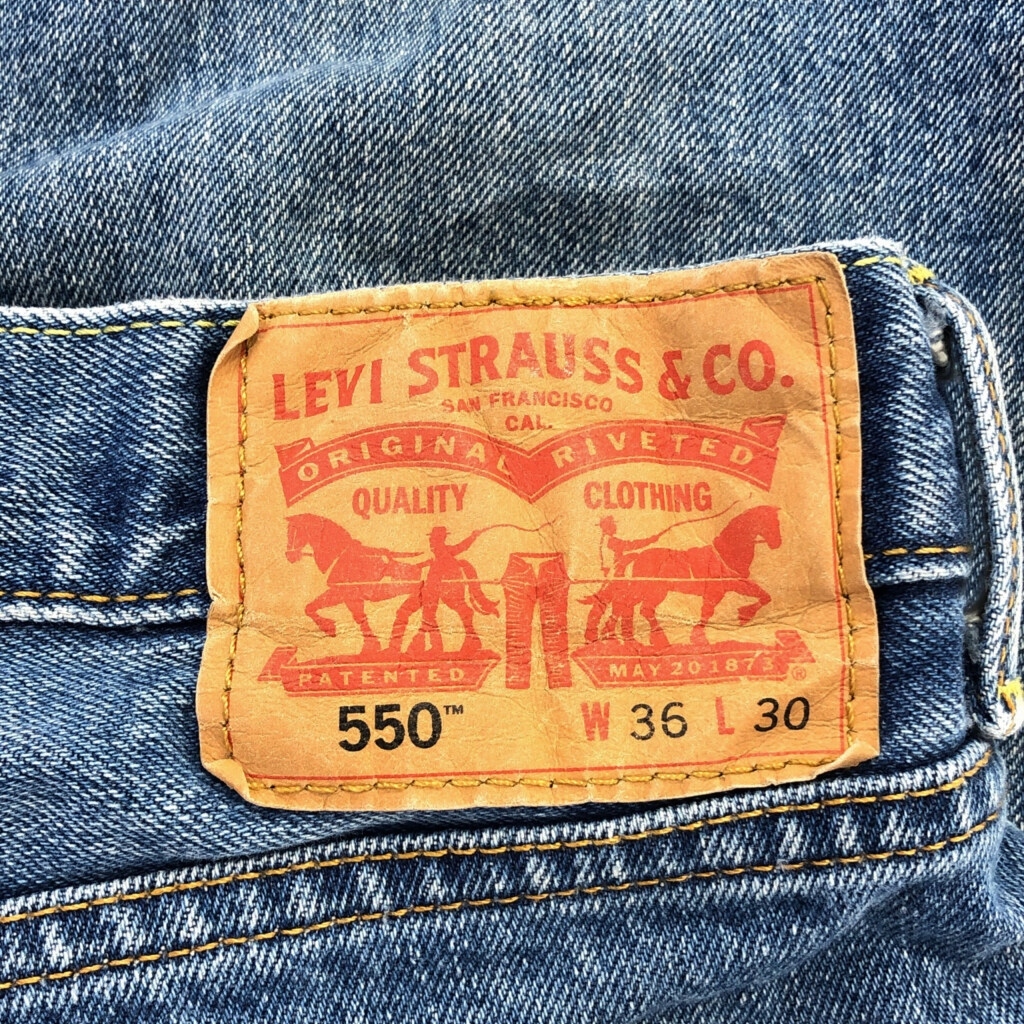 LEVI STRAUSS & CO.
SAN FRANCISCO
CAL.
ORIGINAL RIVETED
QUALITY CLOTHING
PATENTED MAY 20 1873 ®
550™ W 36 L 30